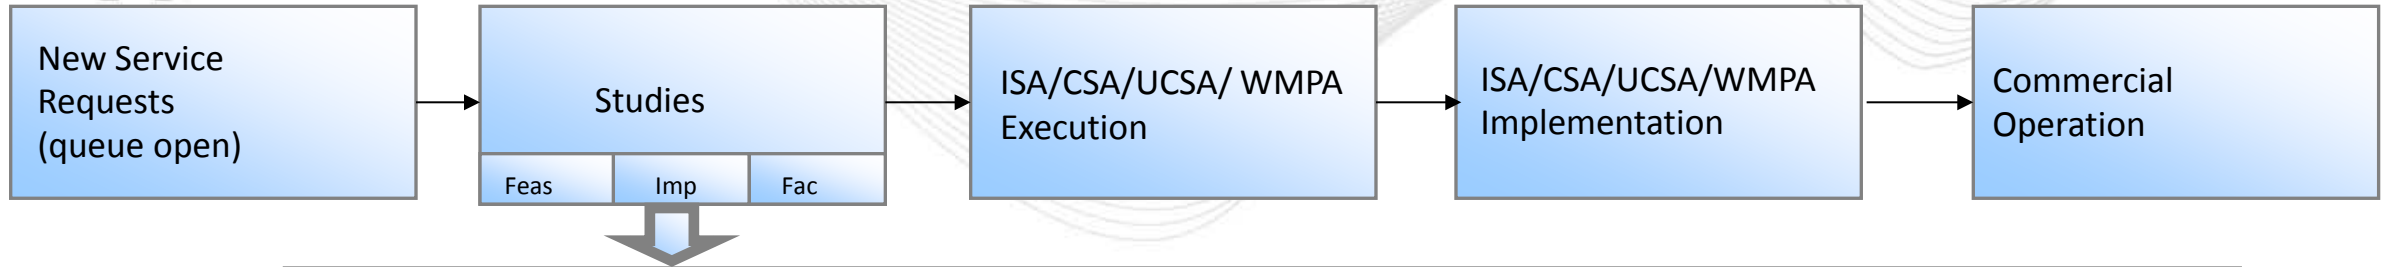 New Service
Requests
(queue open)
Studies
Feas
Imp
Fac
ISA/CSA/UCSA/ WMPA
Execution
ISA/CSA/UCSA/WMPA
Implementation
Commercial
Operation